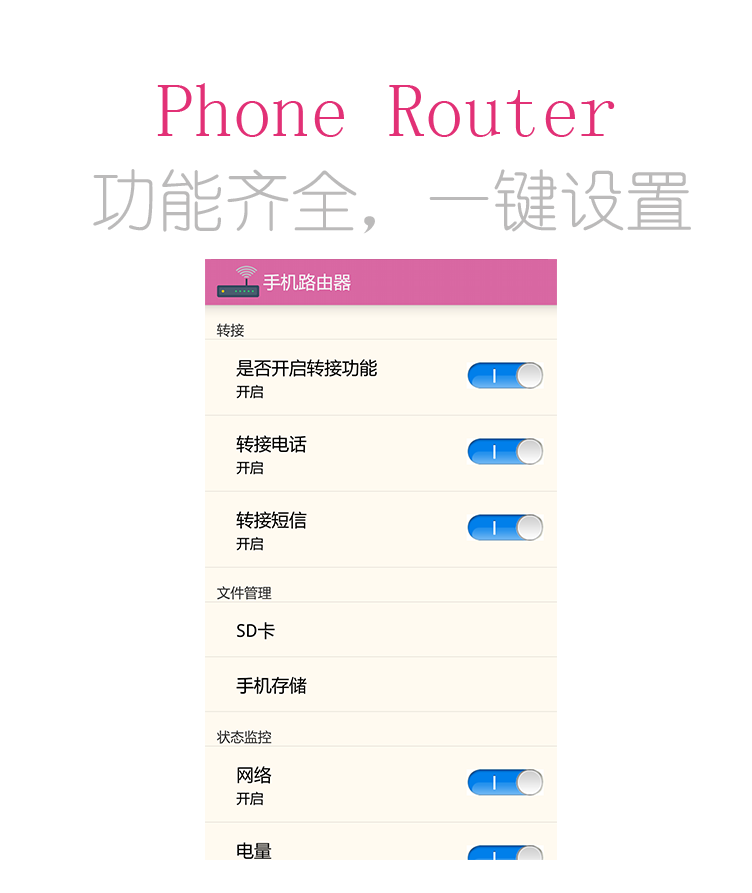 Phone Router
功能齐全，一键设置
手机路由器
转接
是否开启转接功能
开启
转接电话
开启
转接短信
开启
文件管理
SD卡
手机存储
状态监控
网络
开启
电量